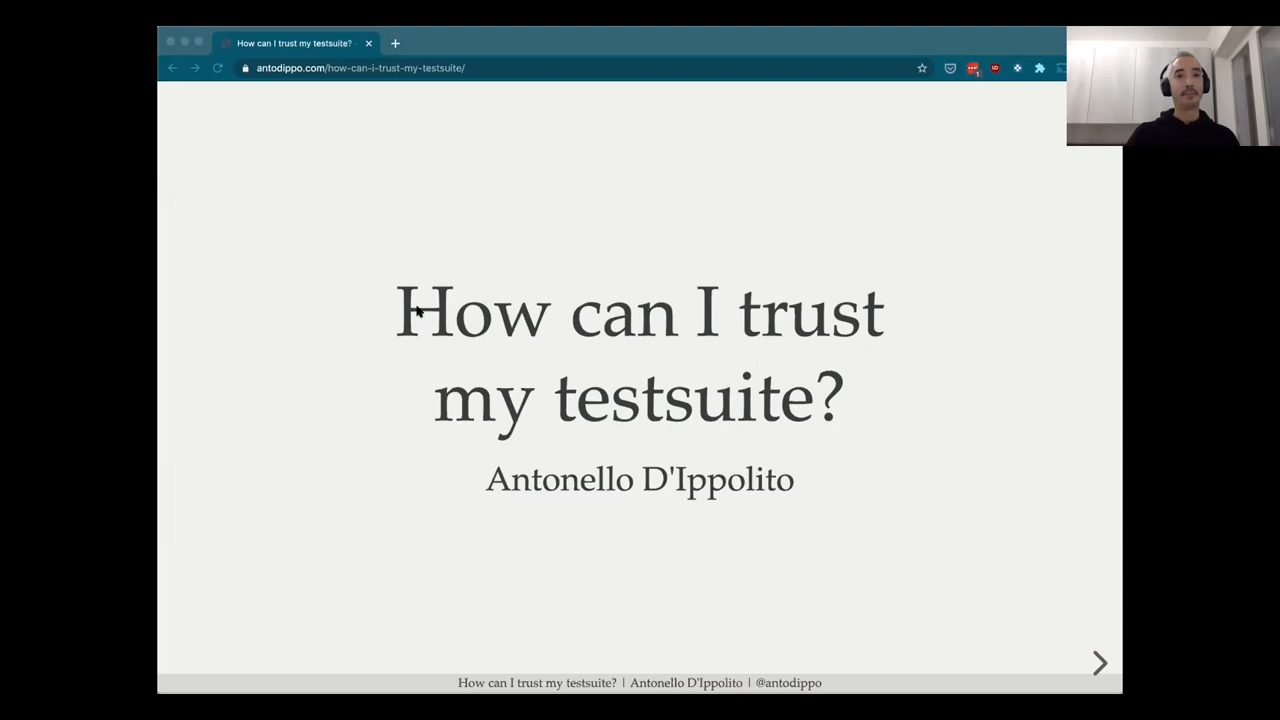 How can I trust my testsuite?
antodippo.com/how-can-i-trust-my-testsuite/
How can I trust
my testsuite?
Antonello D'Ippolito
How can I trust my testsuite? | Antonello D'Ippolito | @antodippo